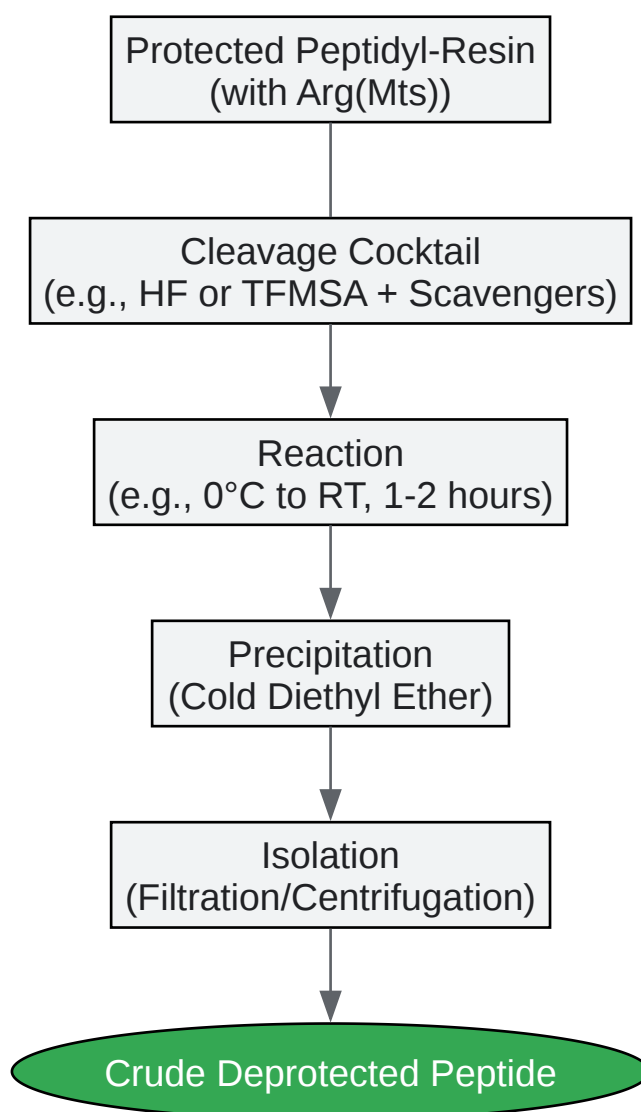 Protected Peptidyl-Resin
(with Arg(Mts))
Cleavage Cocktail
(e.g., HF or TFMSA + Scavengers)
Reaction
(e.g., 0°C to RT, 1-2 hours)
Precipitation
(Cold Diethyl Ether)
Isolation
(Filtration/Centrifugation)
Crude Deprotected Peptide